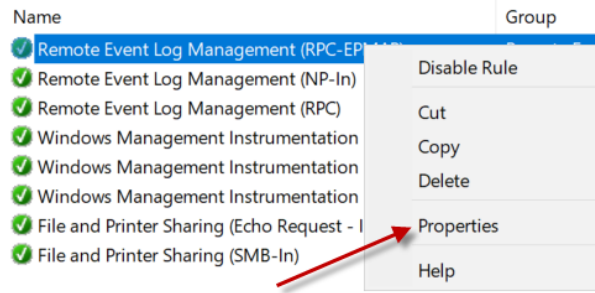 Name Group
Remote Event Log Management (RPC-
Disable Rule
Remote Event Log Management (NP-In)
Cut
Remote Event Log Management (RPC)
Copy
Windows Management Instrumentation
Delete
Windows Management Instrumentation
Windows Management Instrumentation
Properties
File and Printer Sharing (Echo Request -
File and Printer Sharing (SMB-In)
Help